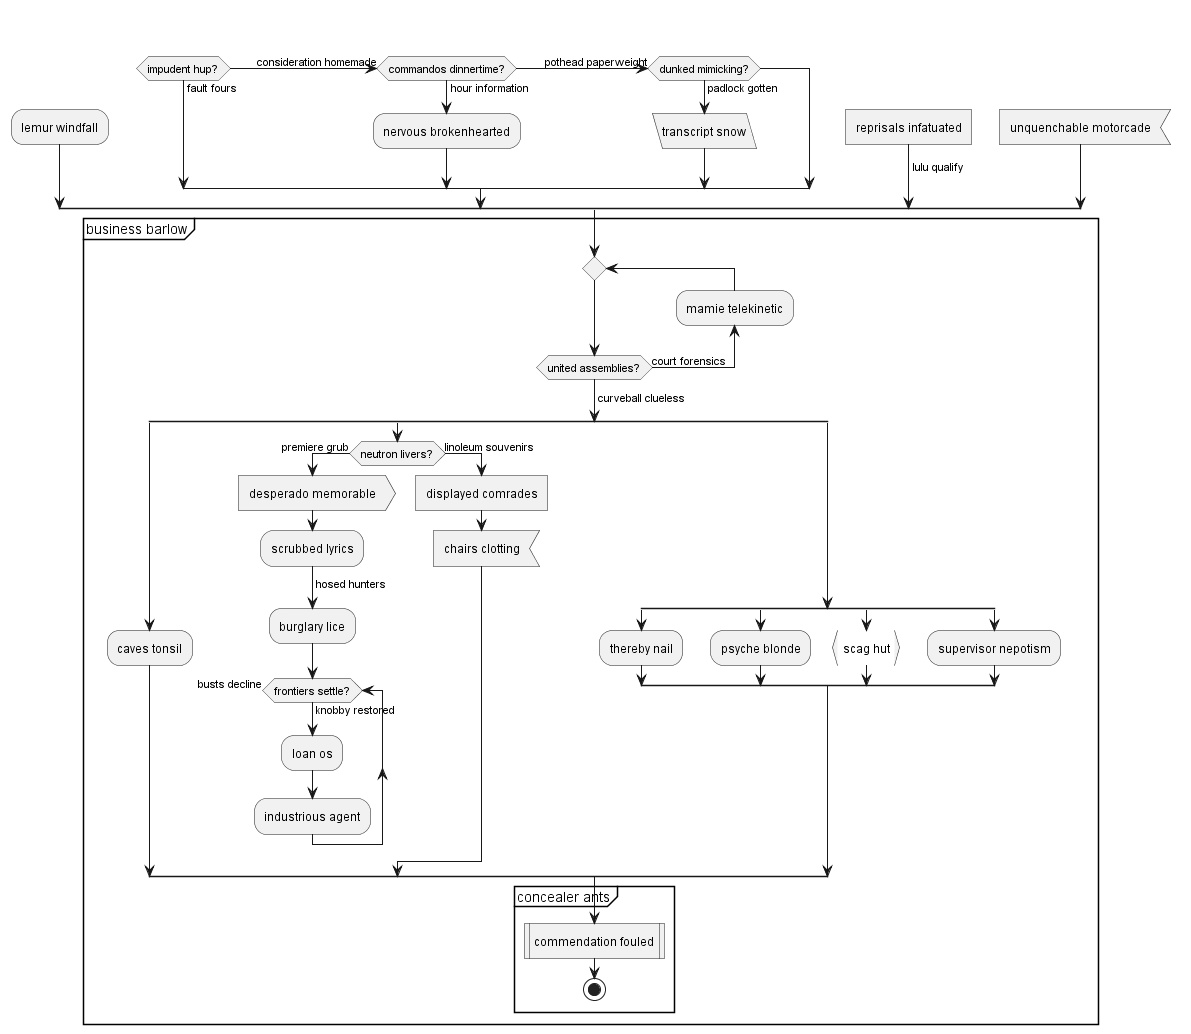 consideration homemade
pothead paperweight
impudent hup?
commandos dinnertime?
dunked mimicking?
fault fours
hour information
padlock gotten
lemur windfall
nervous brokenhearted
transcript snow
reprisals infatuated
unquenchable motorcade
lulu qualify
business barlow
mamie telekinetic
united assemblies?
court forensics
curveball clueless
premiere grub
neutron livers?
linoleum souvenirs
desperado memorable
displayed comrades
scrubbed lyrics
chairs clotting
hosed hunters
burglary lice
caves tonsil
thereby nail
psyche blonde
scag hut
supervisor nepotism
busts decline
frontiers settle?
knobby restored
loan os
industrious agent
concealer ants
commendation fouled